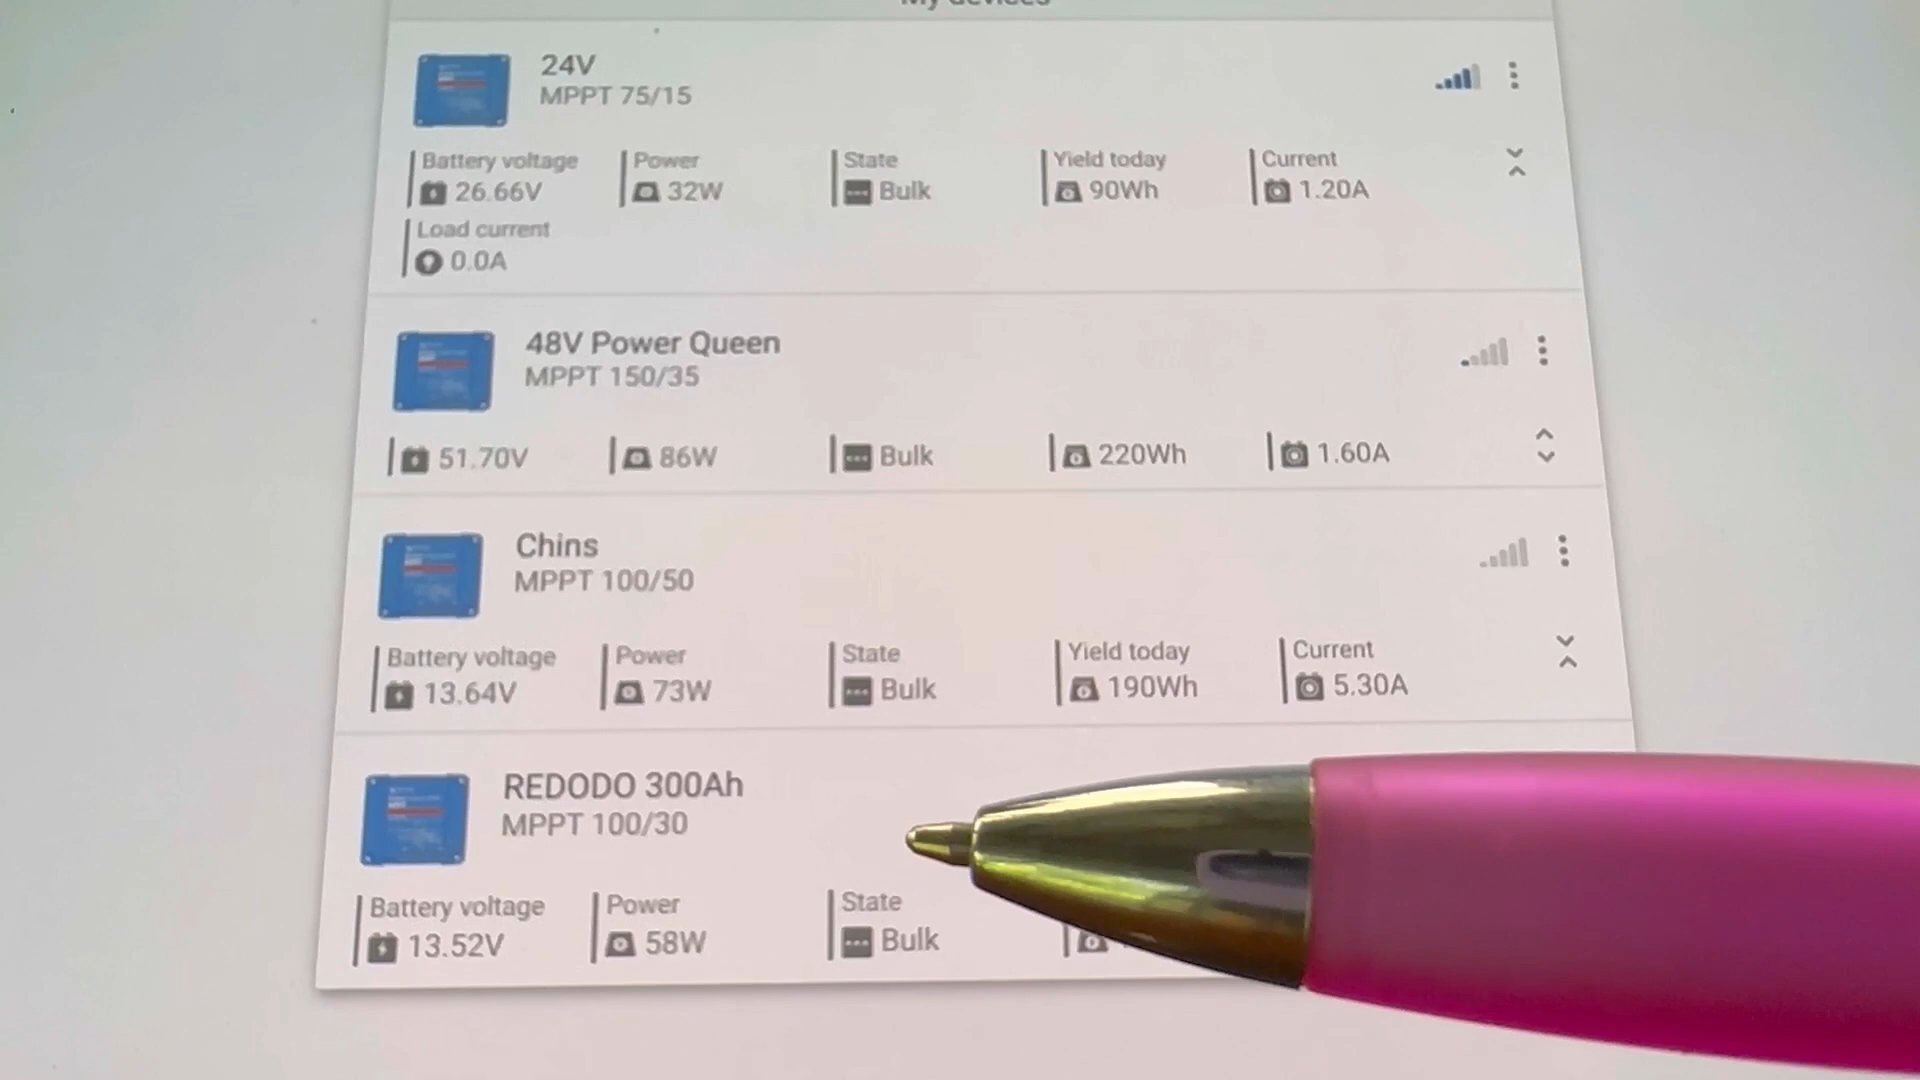 My devices
24V
MPPT 75/15
Battery voltage Power State Yield today Current
26.66V 32W Bulk 90Wh 1.20A
Load current
0.0A
48V Power Queen
MPPT 150/35
51.70V 86W Bulk 220Wh 1.60A
Chins
MPPT 100/50
Battery voltage Power State Yield today Current
13.64V 73W Bulk 190Wh 5.30A
REDODO 300Ah
MPPT 100/30
Battery voltage Power State
13.52V 58W Bulk